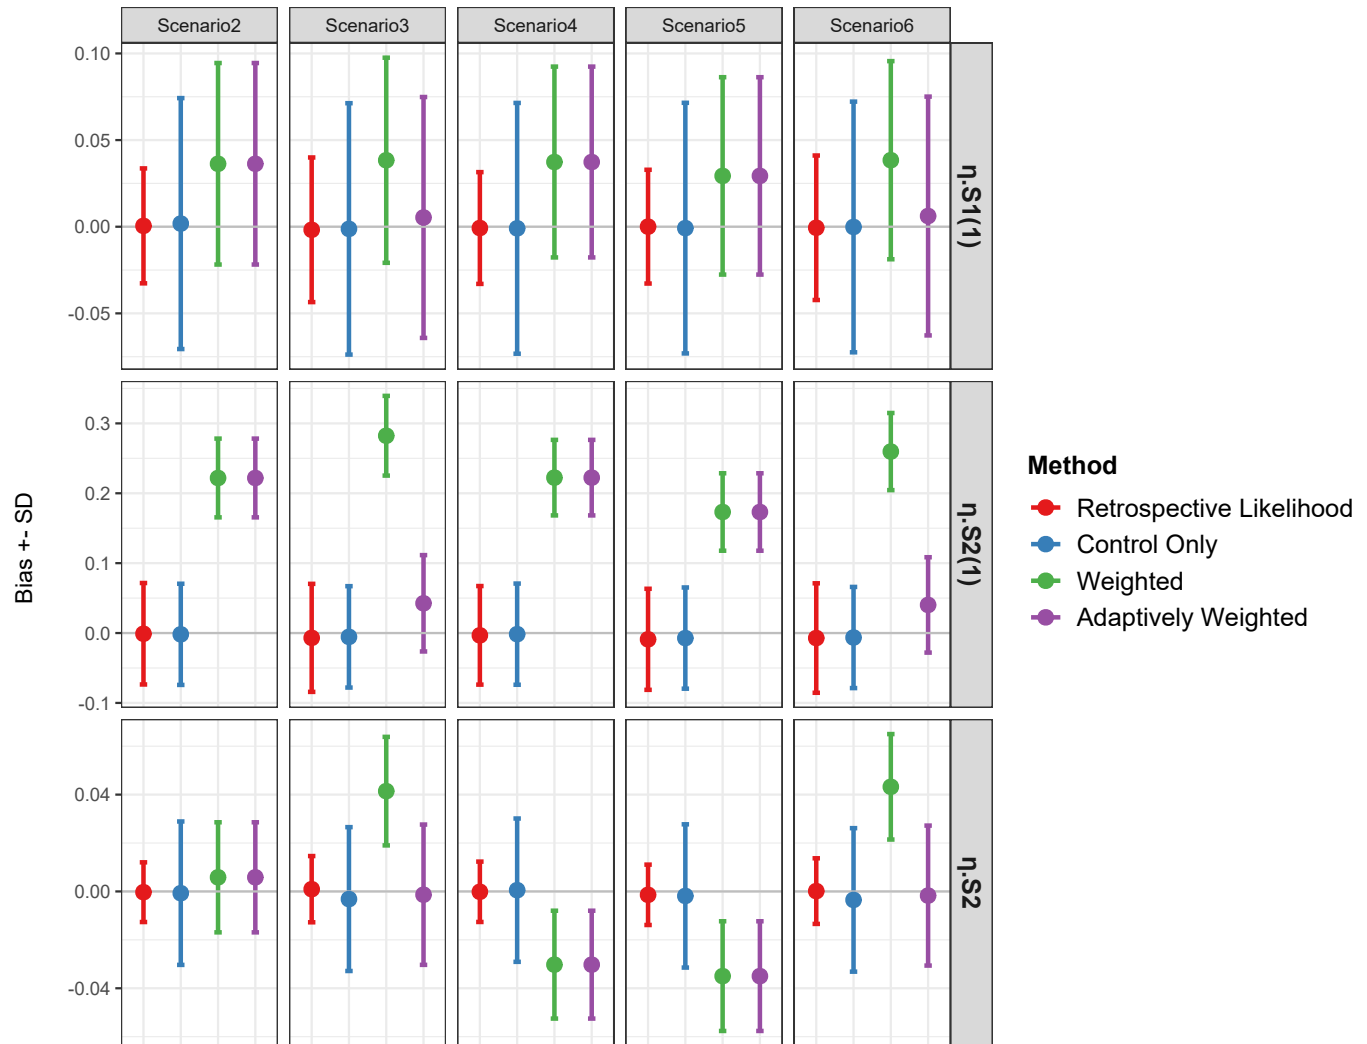 Scenario2 Scenario3 Scenario4 Scenario5 Scenario6
0.10
0.05
0.00
-0.05
η.S1(1)
0.3
0.2
0.1
0.0
-0.1
η.S2(1)
0.04
0.00
-0.04
η.S2
Bias +- SD
Method
Retrospective Likelihood
Control Only
Weighted
Adaptively Weighted